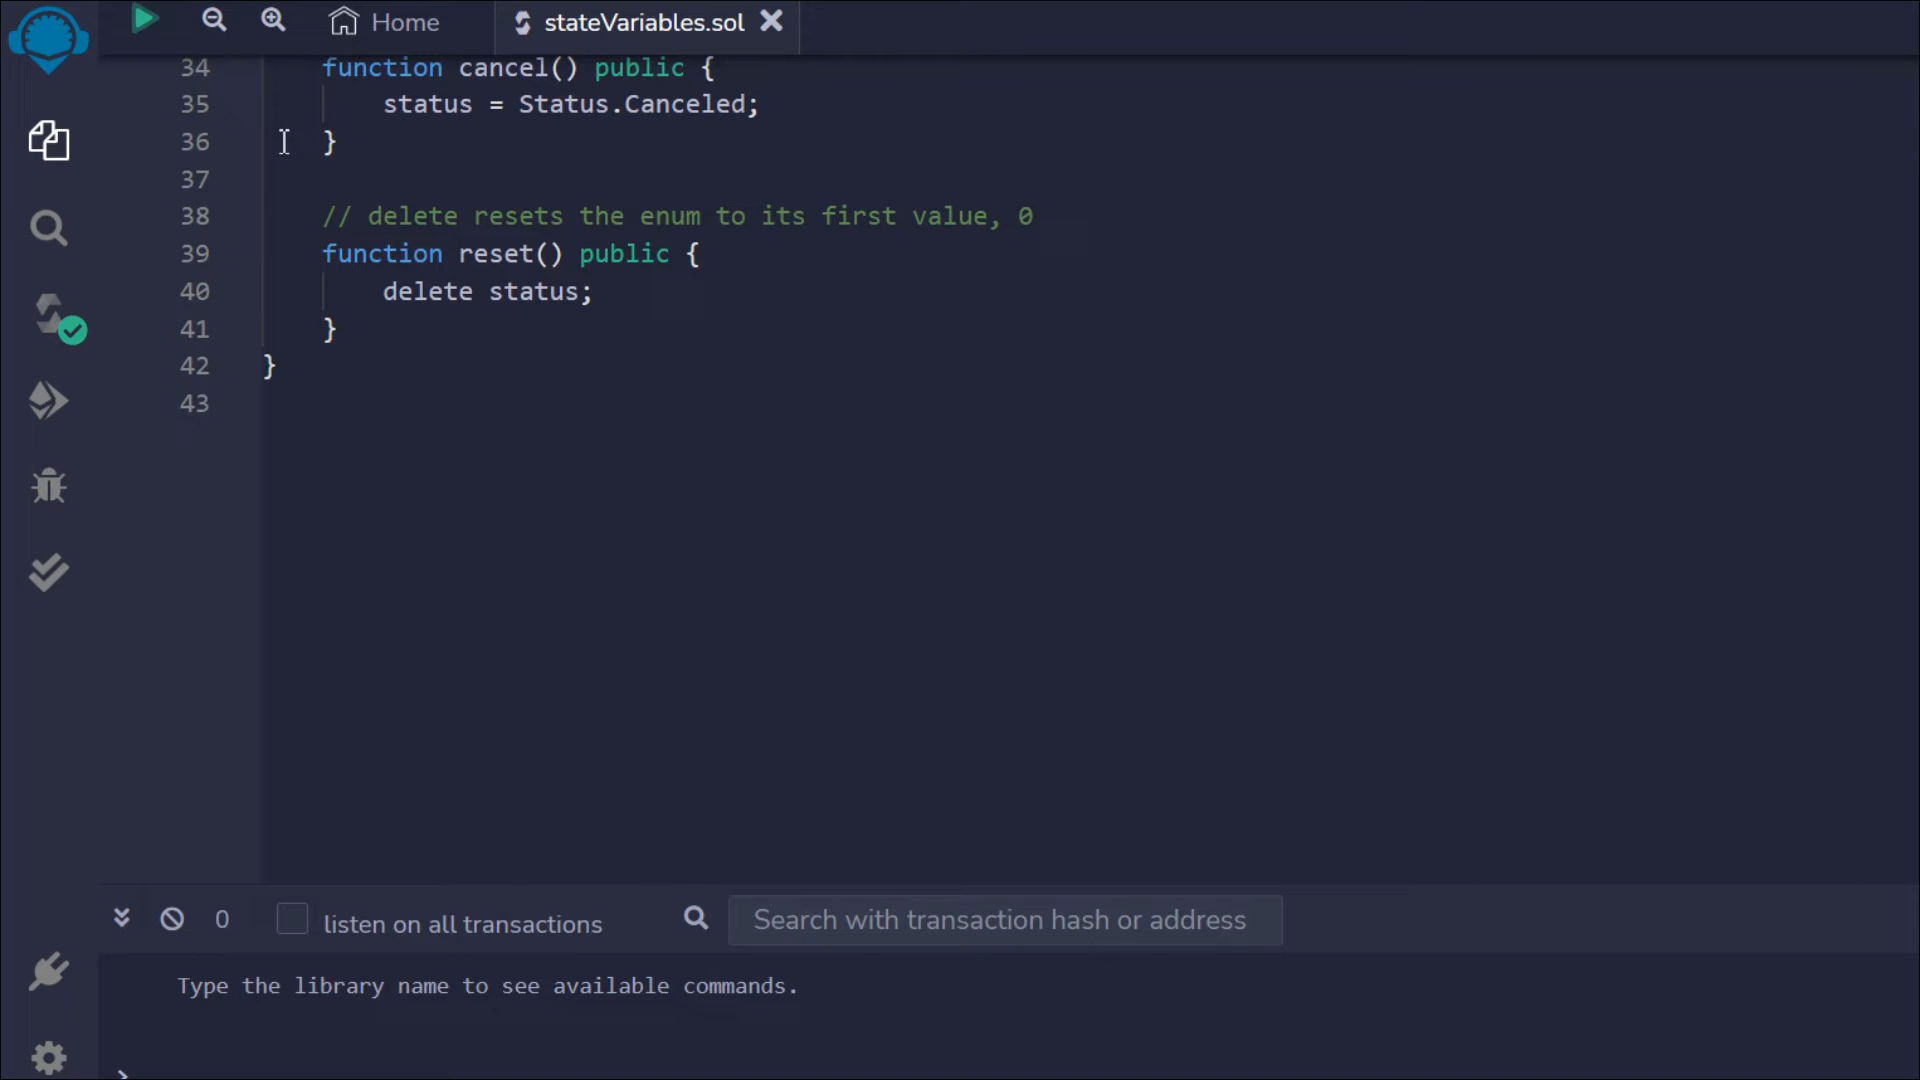 Home
stateVariables.sol
34 function cancel() public {
35 status = Status.Canceled;
36 }
37
38 // delete resets the enum to its first value, 0
39 function reset() public {
40 delete status;
41 }
42 }
43
0 listen on all transactions Search with transaction hash or address
Type the library name to see available commands.
>